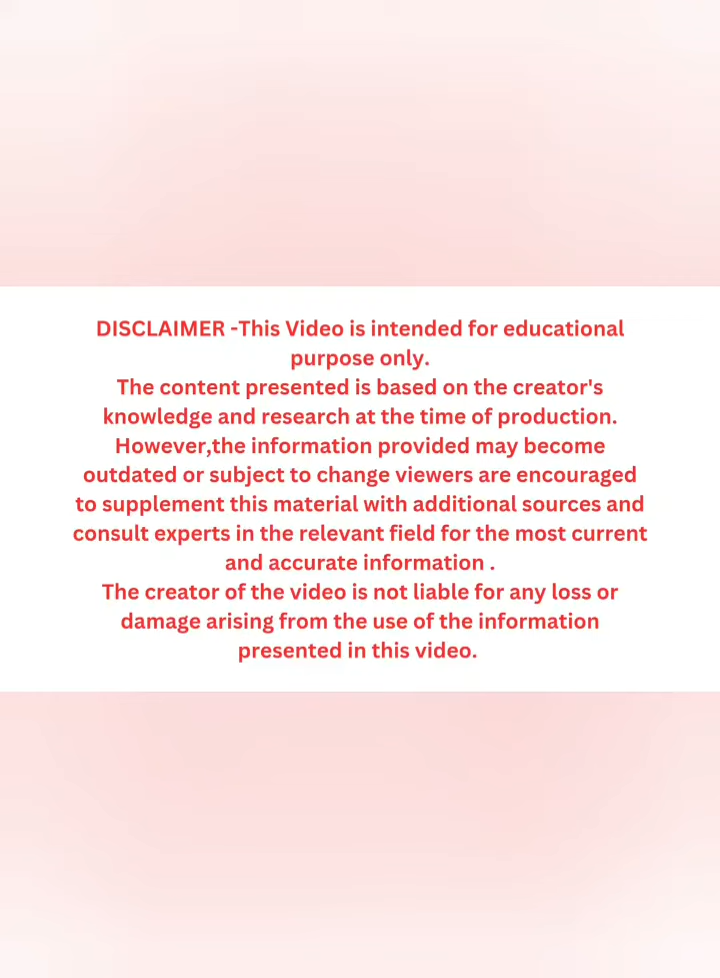 DISCLAIMER -This Video is intended for educational
purpose only.
The content presented is based on the creator's
knowledge and research at the time of production.
However,the information provided may become
outdated or subject to change viewers are encouraged
to supplement this material with additional sources and
consult experts in the relevant field for the most current
and accurate information .
The creator of the video is not liable for any loss or
damage arising from the use of the information
presented in this video.